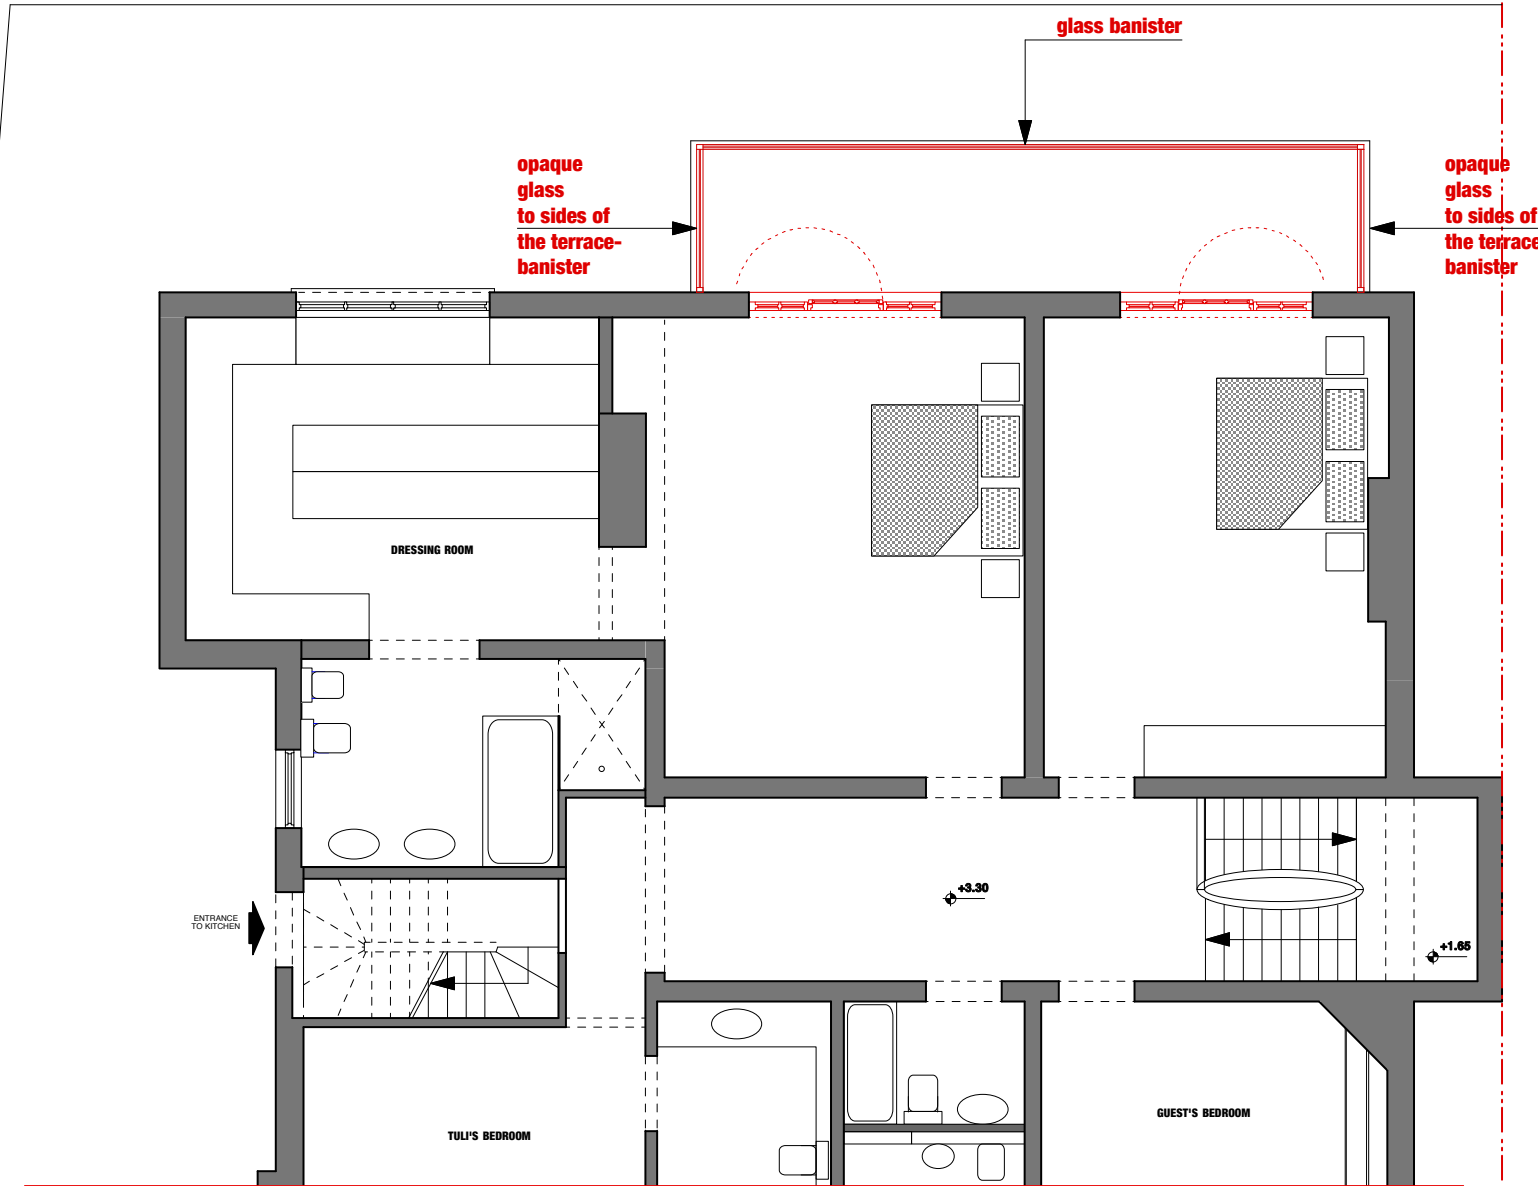 glass banister
opaque
glass
to sides of
the terrace-
banister
opaque
glass
to sides of
the terrace
banister
DRESSING ROOM
+3.30
ENTRANCE
TO KITCHEN
+1.65
GUEST'S BEDROOM
TULI'S BEDROOM